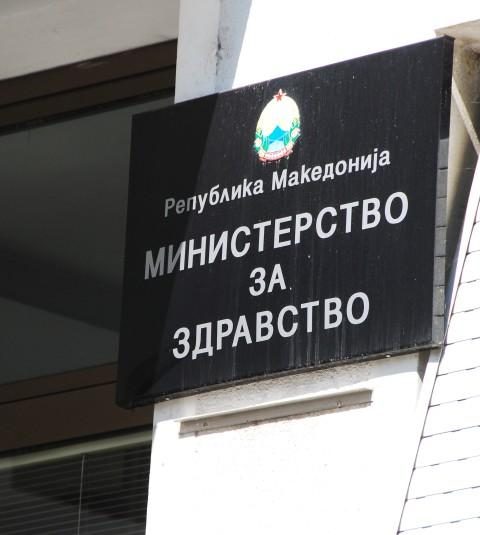 Република Македонија
МИНИСТЕРСТВО
ЗА
ЗДРАВСТВО